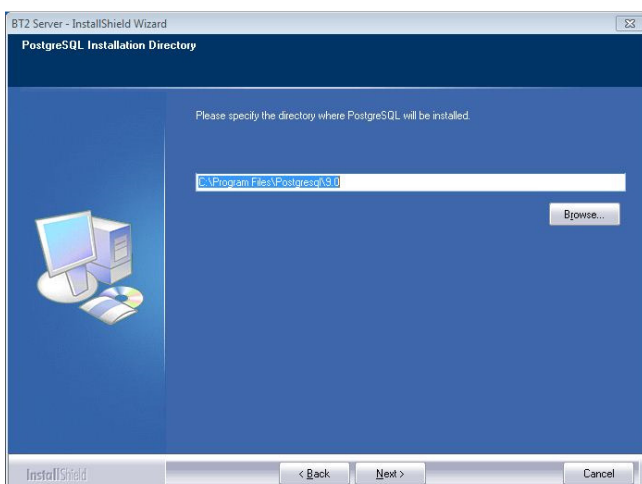 BT2 Server - InstallShield Wizard
PostgreSQL Installation Directory
Please specify the directory where PostgreSQL will be installed.
C:\Program Files\Postgresql\9.0
Browse...
InstallShield
< Back
Next >
Cancel